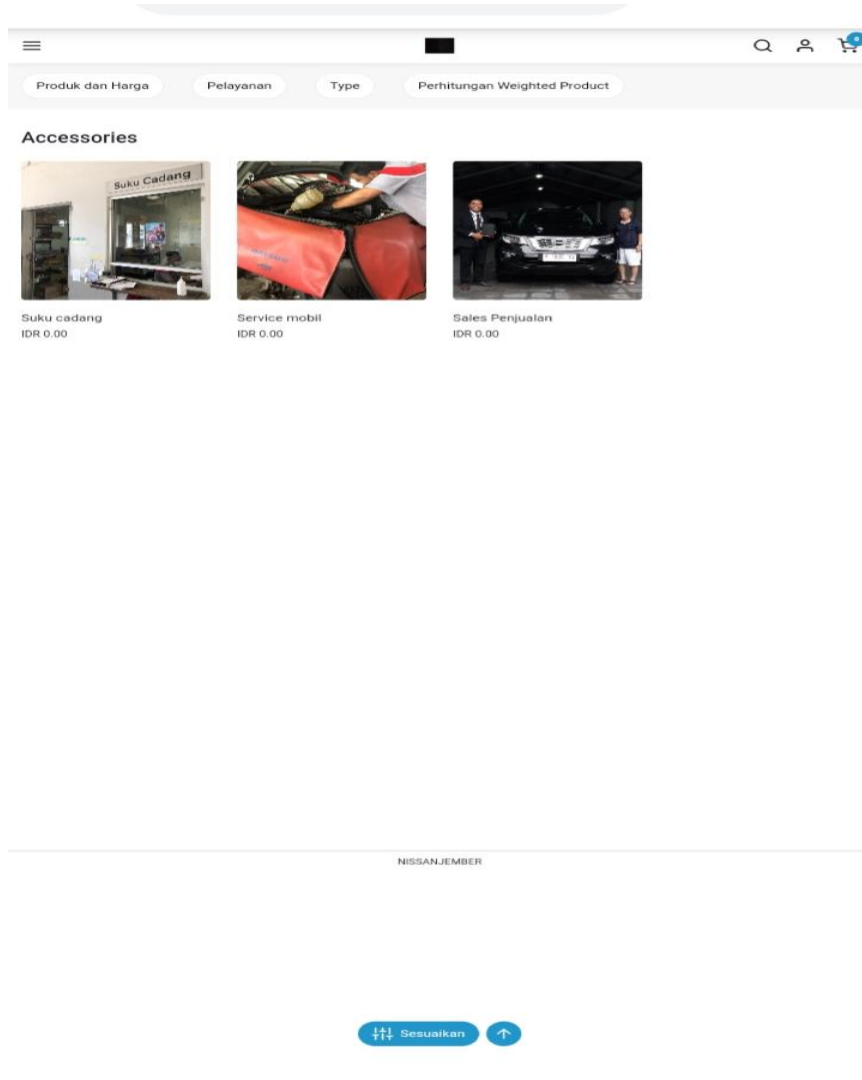 0
Produk dan Harga
Pelayanan
Type
Perhitungan Weighted Product
Accessories
Suku Cadang
Suku cadang
IDR 0.00
Service mobil
IDR 0.00
Sales Penjualan
IDR 0.00
NISSANJEMBER
Sesuaikan